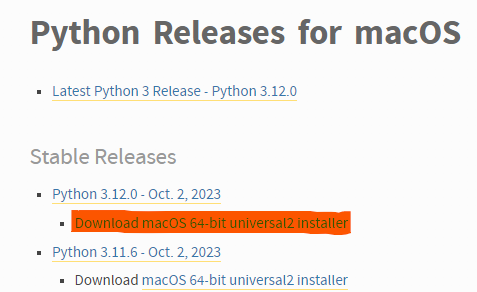 Python Releases for macOS
Latest Python 3 Release - Python 3.12.0
Stable Releases
Python 3.12.0 - Oct. 2, 2023
Download macOS 64-bit universal2 installer
Python 3.11.6 - Oct. 2, 2023
Download macOS 64-bit universal2 installer